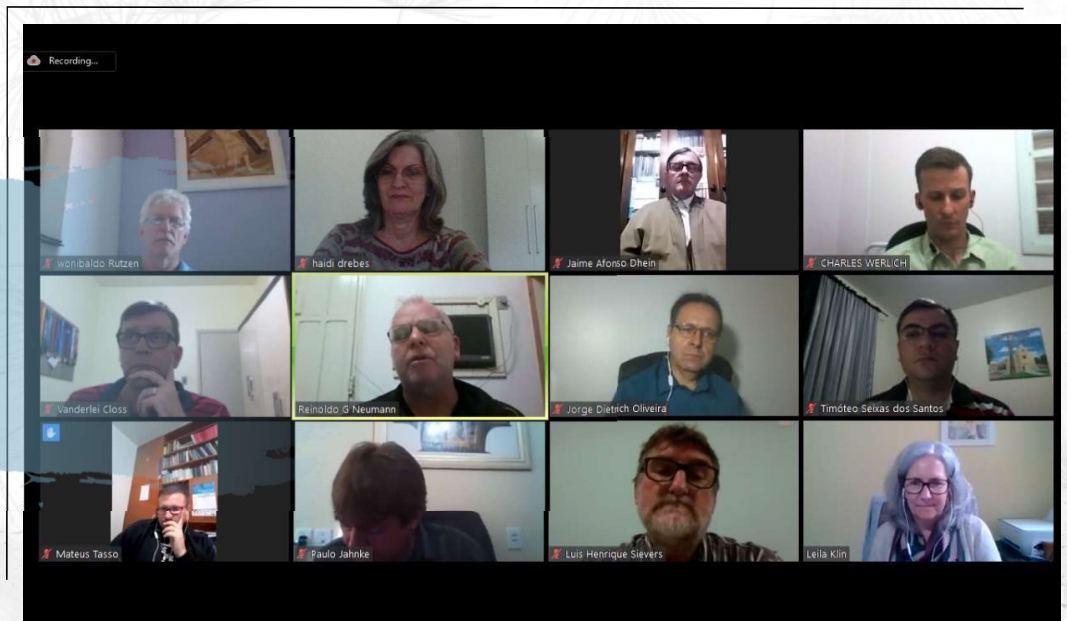 Recording...
wonibaldo Rutzen
haidi drebes
Jaime Afonso Dhein
CHARLES WERLICH
Vanderlei Closs
Reinoldo G Neumann
Jorge Dietrich Oliveira
Timóteo Seixas dos Santos
Mateus Tasso
Paulo Jahnke
Luis Henrique Sievers
Leila Klin